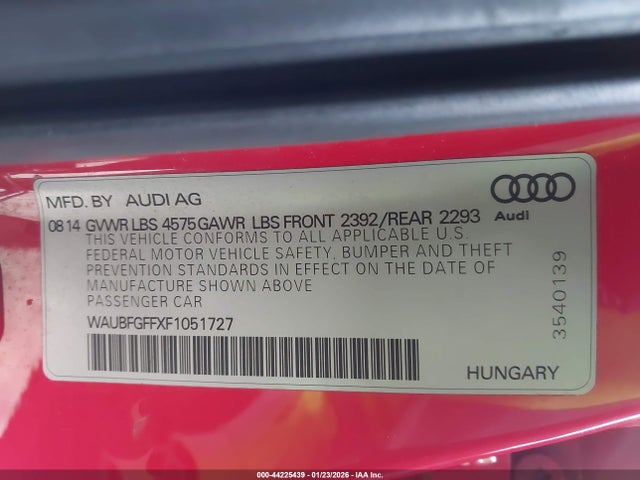 MFD. BY AUDI AG
Audi
0814 GVWR LBS 4575 GAWR LBS FRONT 2392/REAR 2293
THIS VEHICLE CONFORMS TO ALL APPLICABLE U.S.
FEDERAL MOTOR VEHICLE SAFETY, BUMPER AND THEFT
PREVENTION STANDARDS IN EFFECT ON THE DATE OF
MANUFACTURE SHOWN ABOVE
PASSENGER CAR
WAUBFGFFXF1051727
3540139
HUNGARY
000-44225439 - 01/23/2026 - IAA Inc.